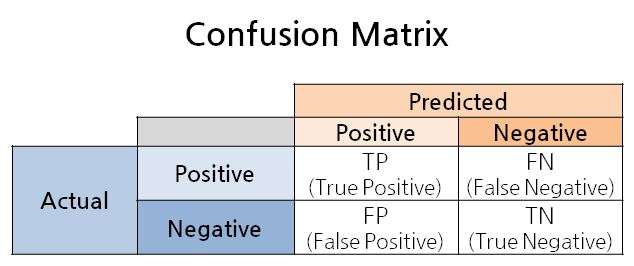 Confusion Matrix
Predicted
Positive Negative
Actual
Positive
TP
(True Positive)
FN
(False Negative)
Negative
FP
(False Positive)
TN
(True Negative)